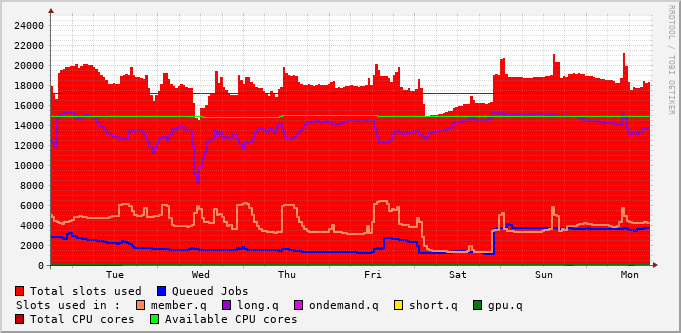 RRDTOOL / TOBI OETIKER
24000
22000
20000
18000
16000
14000
12000
10000
8000
6000
4000
2000
0
Tue Wed Thu Fri Sat Sun Mon
Total slots used Queued Jobs
Slots used in : member.q long.q ondemand.q short.q gpu.q
Total CPU cores Available CPU cores